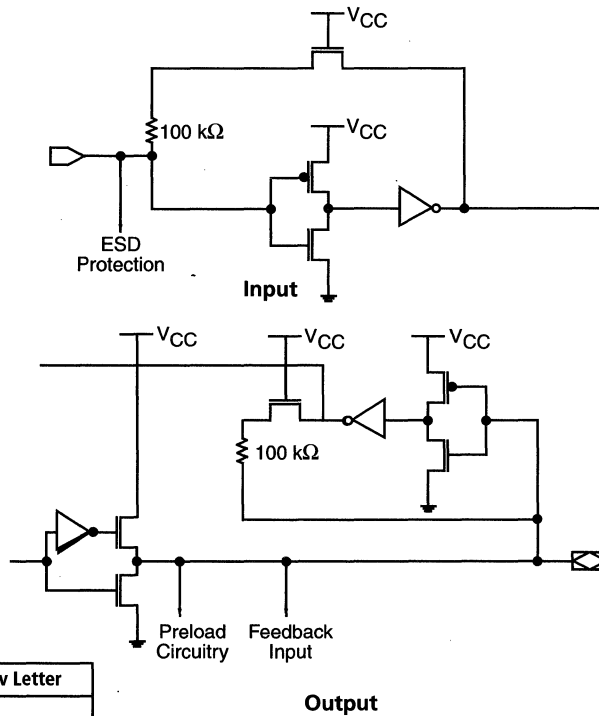 VCC
100 kΩ
VCC
ESD
Protection
Input
VCC
VCC
VCC
100 kΩ
Preload
Circuitry
Feedback
Input
Letter
Output